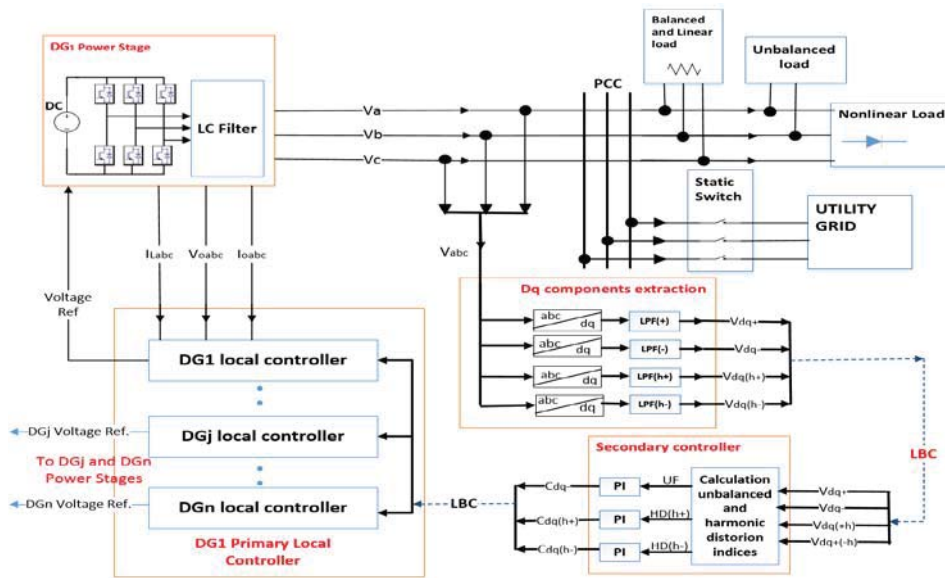 DG1 Power Stage
DC
LC Filter
Va
Vb
Vc
PCC
Balanced
and Linear
load
Unbalanced
load
Nonlinear Load
Static
Switch
UTILITY
GRID
ILabc
Voabc
Ioabc
Vabc
Voltage
Ref
Dq components extraction
abc
dq
LPF(+)
Vdq+
abc
dq
LPF(-)
Vdq-
abc
dq
LPF(h+)
Vdq(h+)
abc
dq
LPF(h-)
Vdq(h-)
LBC
DG1 local controller
DGj local controller
DGn local controller
DGj Voltage Ref.
To DGj and DGn
Power Stages
DGn Voltage Ref.
DG1 Primary Local
Controller
LBC
Secondary controller
Cdq-
PI
UF
Cdq(h+)
PI
HD(h+)
Cdq(h-)
PI
HD(h-)
Calculation
unbalanced
and
harmonic
distorion
indices
Vdq+
Vdq-
Vdq(+h)
Vdq+(-h)